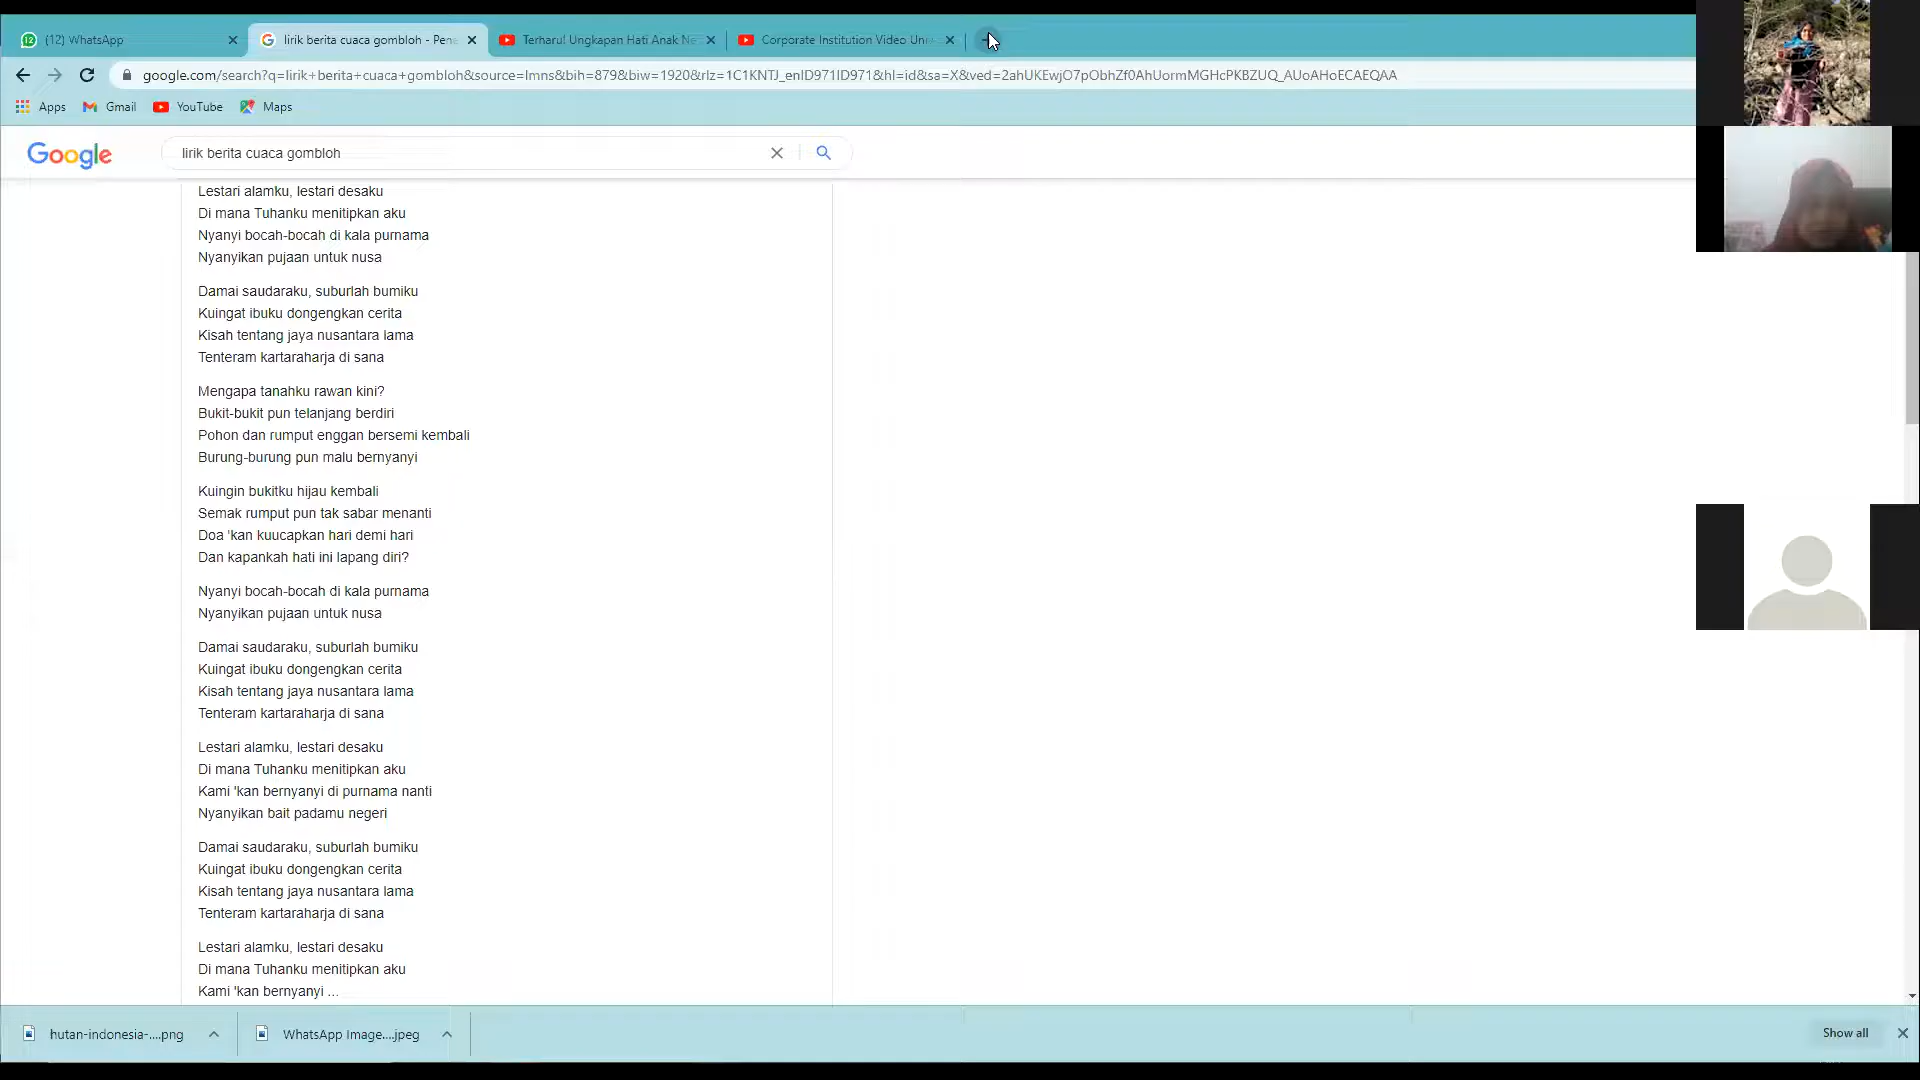 (12) WhatsApp
lirik berita cuaca gombloh - Pene
Terharu! Ungkapan Hati Anak Ne
Corporate Institution Video Uni
google.com/search?q=lirik+berita+cuaca+gombloh&source=lmns&bih=879&biw=1920&rlz=1C1KNTJ_enID971ID971&hl=id&sa=X&ved=2ahUKEwjO7pObhZf0AhUormMGHcPKBZUQ_AUoAHoECAEQAA
Apps
Gmail
YouTube
Maps
Google
lirik berita cuaca gombloh
Lestari alamku, lestari desaku
Di mana Tuhanku menitipkan aku
Nyanyi bocah-bocah di kala purnama
Nyanyikan pujaan untuk nusa
Damai saudaraku, suburlah bumiku
Kuingat ibuku dongengkan cerita
Kisah tentang jaya nusantara lama
Tenteram kartaraharja di sana
Mengapa tanahku rawan kini?
Bukit-bukit pun telanjang berdiri
Pohon dan rumput enggan bersemi kembali
Burung-burung pun malu bernyanyi
Kuingin bukitku hijau kembali
Semak rumput pun tak sabar menanti
Doa 'kan kuucapkan hari demi hari
Dan kapankah hati ini lapang diri?
Nyanyi bocah-bocah di kala purnama
Nyanyikan pujaan untuk nusa
Damai saudaraku, suburlah bumiku
Kuingat ibuku dongengkan cerita
Kisah tentang jaya nusantara lama
Tenteram kartaraharja di sana
Lestari alamku, lestari desaku
Di mana Tuhanku menitipkan aku
Kami 'kan bernyanyi di purnama nanti
Nyanyikan bait padamu negeri
Damai saudaraku, suburlah bumiku
Kuingat ibuku dongengkan cerita
Kisah tentang jaya nusantara lama
Tenteram kartaraharja di sana
Lestari alamku, lestari desaku
Di mana Tuhanku menitipkan aku
Kami 'kan bernyanyi ...
hutan-indonesia-....png
WhatsApp Image....jpeg
Show all